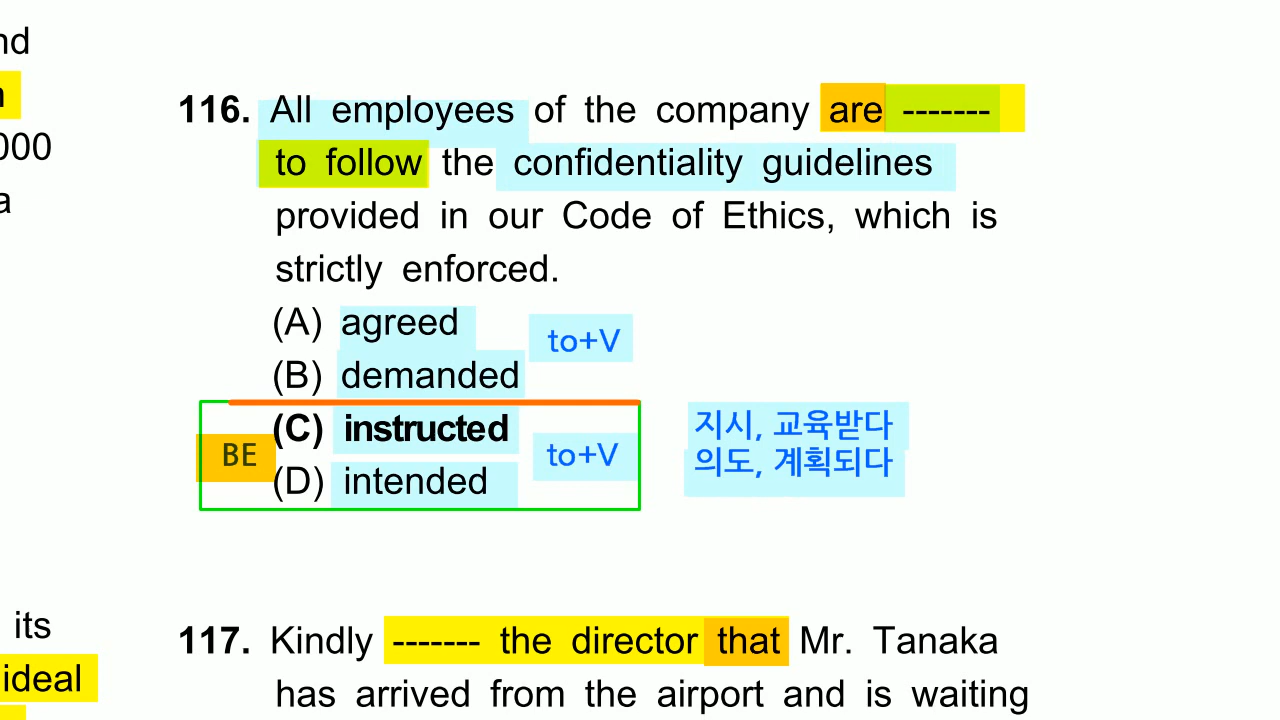 nd
000
a
116. All employees of the company are -------
to follow the confidentiality guidelines
provided in our Code of Ethics, which is
strictly enforced.
(A) agreed
to+V
(B) demanded
(C) instructed
지시, 교육받다
BE
to+V
의도, 계획되다
(D) intended
its
ideal
117. Kindly ------- the director that Mr. Tanaka
has arrived from the airport and is waiting